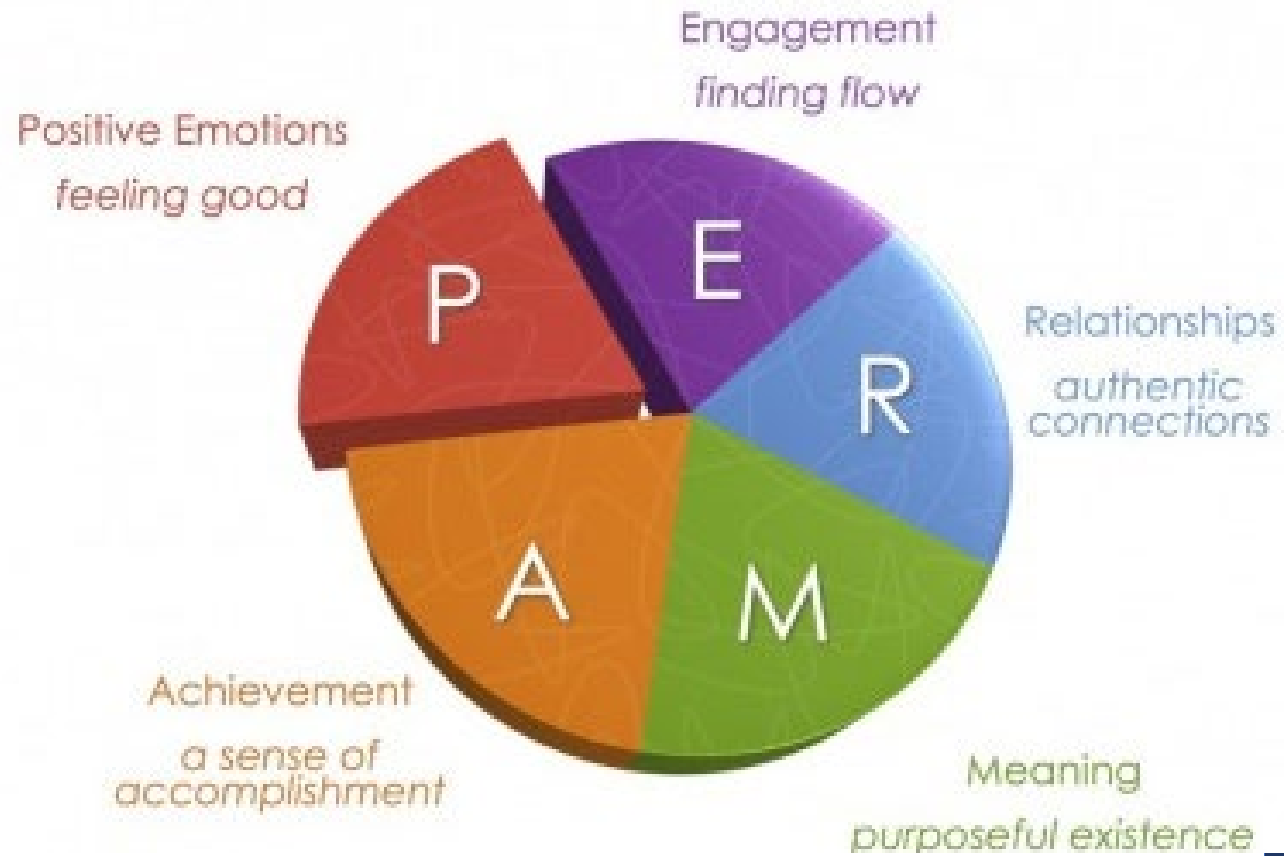 Engagement
finding flow
Positive Emotions
feeling good
P
E
R
Relationships
authentic
connections
A
M
Achievement
a sense of
accomplishment
Meaning
purposeful existence